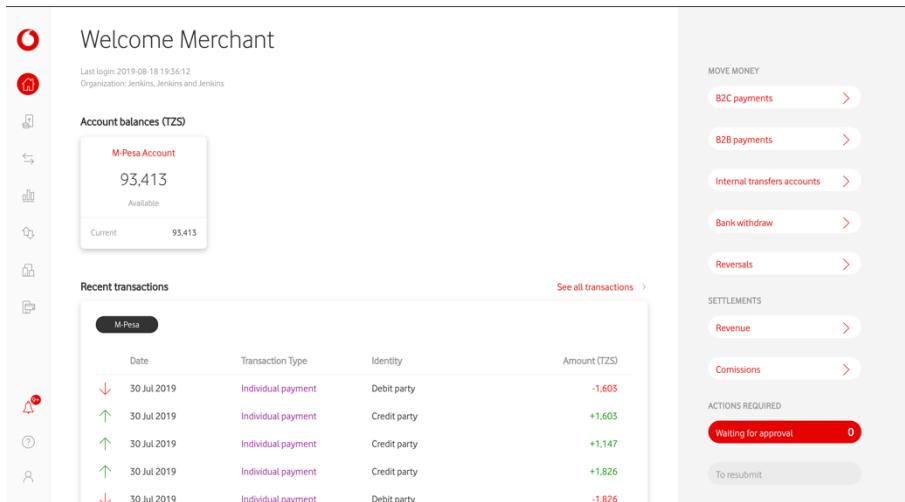 Welcome Merchant
Last login: 2019-08-18 19:36:12
Organization: Jenkins, Jenkins and Jenkins
Account balances (TZS)
M-Pesa Account
93,413
Available
Current 93,413
Recent transactions See all transactions
M-Pesa
Date Transaction Type Identity Amount (TZS)
30 Jul 2019 Individual payment Debit party -1,603
30 Jul 2019 Individual payment Credit party +1,603
30 Jul 2019 Individual payment Credit party +1,147
30 Jul 2019 Individual payment Credit party +1,826
30 Jul 2019 Individual payment Debit party -1,826
9+
MOVE MONEY
B2C payments
B2B payments
Internal transfers accounts
Bank withdraw
Reversals
SETTLEMENTS
Revenue
Comissions
ACTIONS REQUIRED
Waiting for approval 0
To resubmit